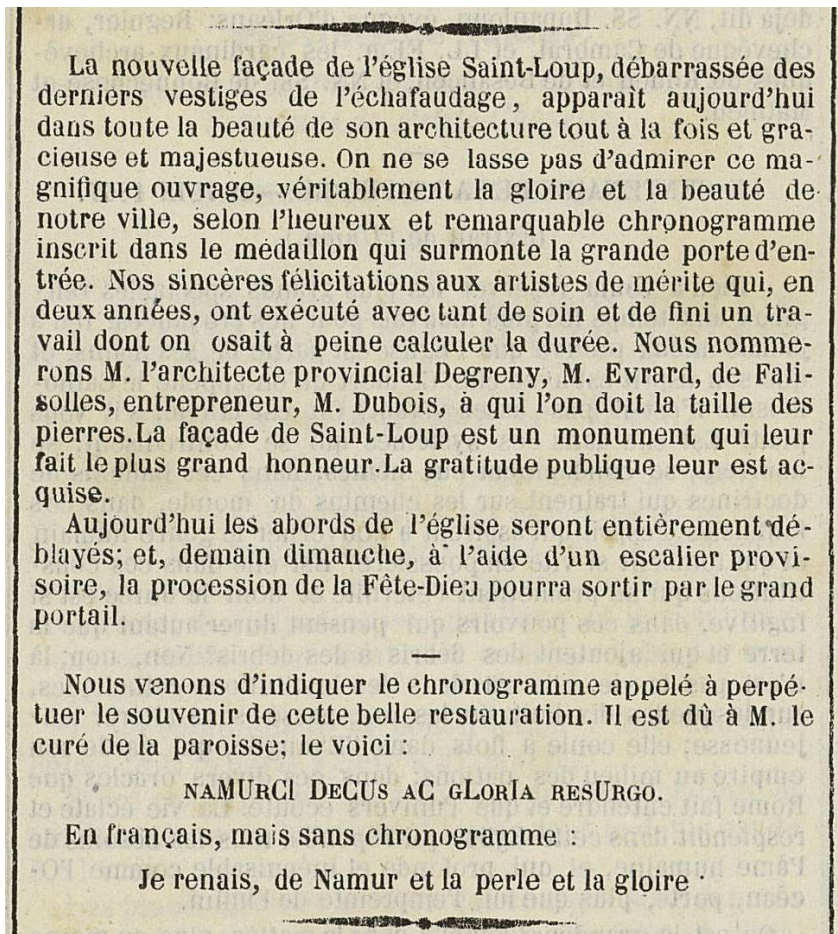 La nouvelle façade de l'église Saint-Loup, débarrassée des
derniers vestiges de l'échafaudage, apparaît aujourd'hui
dans toute la beauté de son architecture tout à la fois et gra-
cieuse et majestueuse. On ne se lasse pas d'admirer ce ma-
gnifique ouvrage, véritablement la gloire et la beauté de
notre ville, selon l'heureux et remarquable chronogramme
inscrit dans le médaillon qui surmonte la grande porte d'en-
trée. Nos sincères félicitations aux artistes de mérite qui, en
deux années, ont exécuté avec tant de soin et de fini un tra-
vail dont on osait à peine calculer la durée. Nous nomme-
rons M. l'architecte provincial Degreny, M. Evrard, de Fali-
solles, entrepreneur, M. Dubois, à qui l'on doit la taille des
pierres. La façade de Saint-Loup est un monument qui leur
fait le plus grand honneur. La gratitude publique leur est ac-
quise.
Aujourd'hui les abords de l'église seront entièrement dé-
blayés; et, demain dimanche, à l'aide d'un escalier provi-
soire, la procession de la Fête-Dieu pourra sortir par le grand
portail.
Nous venons d'indiquer le chronogramme appelé à perpé-
tuer le souvenir de cette belle restauration. Il est dû à M. le
curé de la paroisse; le voici :
NaMUrCI DeCUs aC gLorIa resUrgo.
En français, mais sans chronogramme :
Je renais, de Namur et la perle et la gloire